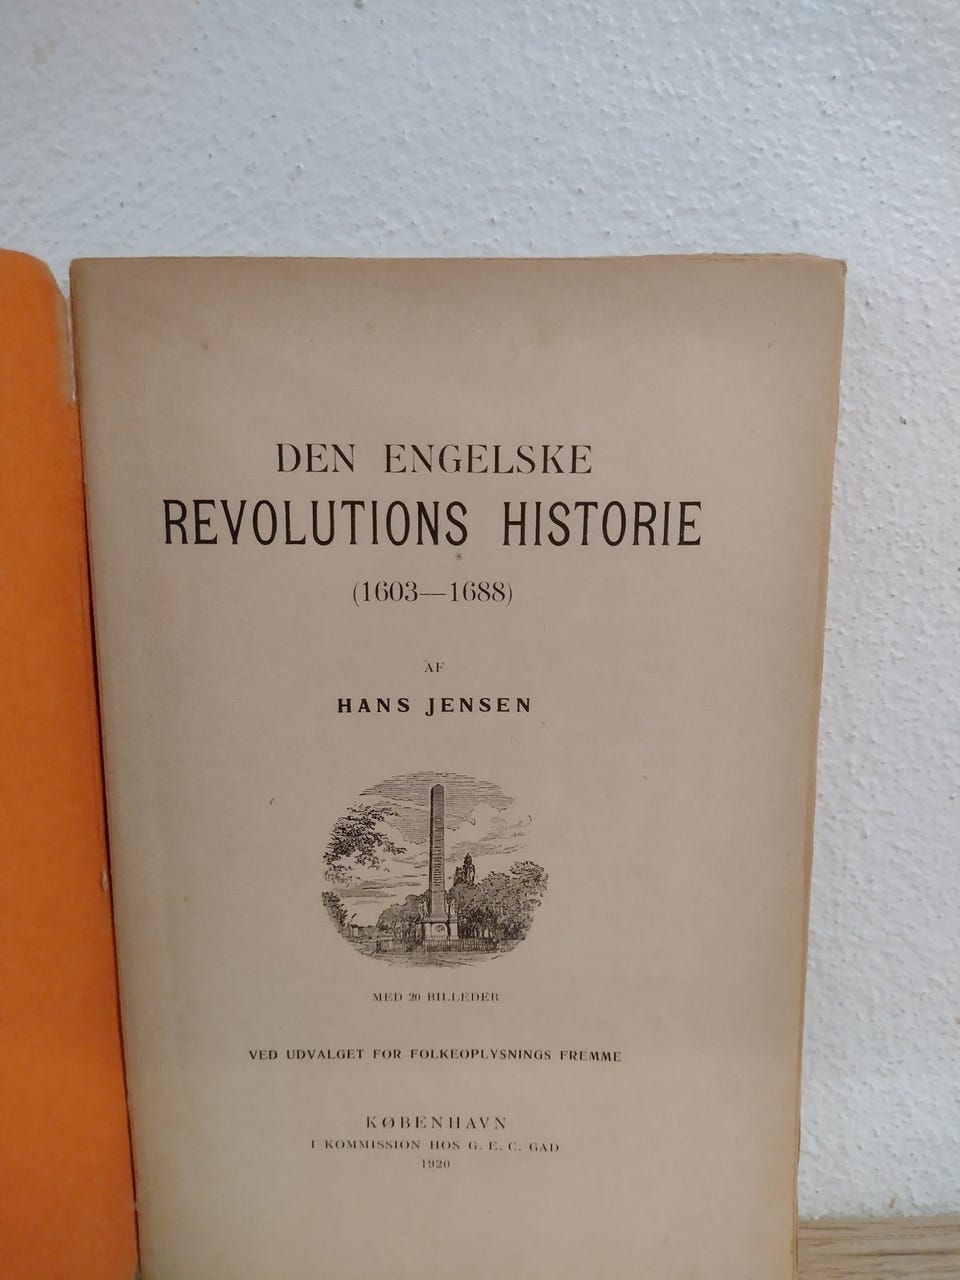 DEN ENGELSKE
REVOLUTIONS HISTORIE
(1603—1688)
AF
HANS JENSEN
MED 20 BILLEDER
VED UDVALGET FOR FOLKEOPLYSNINGS FREMME
KØBENHAVN
I KOMMISSION HOS G. E. C. GAD
1920